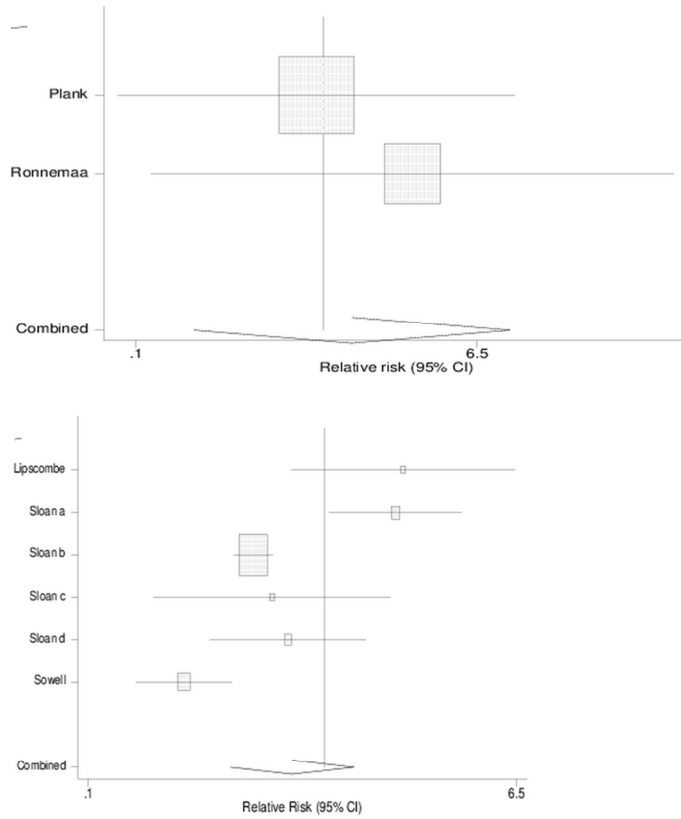 Plank
Ronnemaa
Combined
.1 6.5
Relative risk (95% CI)
Lipscombe
Sloan a
Sloan b
Sloan c
Sloan d
Sowell
Combined
.1 6.5
Relative Risk (95% CI)